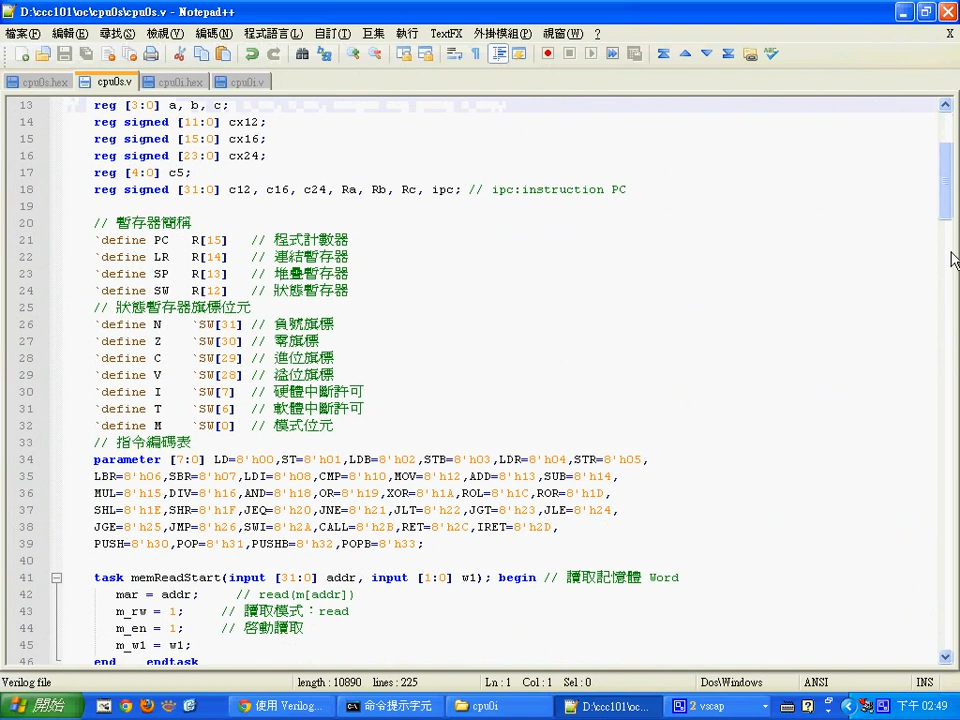 D:\ccc101\oc\cpu0s\cpu0s.v - Notepad++
檔案(F) 編輯(E) 尋找(S) 檢視(V) 編碼(N) 程式語言(L) 自訂(T) 巨集 執行 TextFX 外掛模組(P) 視窗(W) ? X
cpu0s.hex cpu0s.v cpu0i.hex cpu0i.v
13 reg [3:0] a, b, c;
14 reg signed [11:0] cx12;
15 reg signed [15:0] cx16;
16 reg signed [23:0] cx24;
17 reg [4:0] c5;
18 reg signed [31:0] c12, c16, c24, Ra, Rb, Rc, ipc; // ipc:instruction PC
19
20 // 暫存器簡稱
21 `define PC R[15] // 程式計數器
22 `define LR R[14] // 連結暫存器
23 `define SP R[13] // 堆疊暫存器
24 `define SW R[12] // 狀態暫存器
25 // 狀態暫存器旗標位元
26 `define N `SW[31] // 負號旗標
27 `define Z `SW[30] // 零旗標
28 `define C `SW[29] // 進位旗標
29 `define V `SW[28] // 溢位旗標
30 `define I `SW[7] // 硬體中斷許可
31 `define T `SW[6] // 軟體中斷許可
32 `define M `SW[0] // 模式位元
33 // 指令編碼表
34 parameter [7:0] LD=8'h00,ST=8'h01,LDB=8'h02,STB=8'h03,LDR=8'h04,STR=8'h05,
35 LBR=8'h06,SBR=8'h07,LDI=8'h08,CMP=8'h10,MOV=8'h12,ADD=8'h13,SUB=8'h14,
36 MUL=8'h15,DIV=8'h16,AND=8'h18,OR=8'h19,XOR=8'h1A,ROL=8'h1C,ROR=8'h1D,
37 SHL=8'h1E,SHR=8'h1F,JEQ=8'h20,JNE=8'h21,JLT=8'h22,JGT=8'h23,JLE=8'h24,
38 JGE=8'h25,JMP=8'h26,SWI=8'h2A,CALL=8'h2B,RET=8'h2C,IRET=8'h2D,
39 PUSH=8'h30,POP=8'h31,PUSHB=8'h32,POPB=8'h33;
40
41 task memReadStart(input [31:0] addr, input [1:0] w1); begin // 讀取記憶體 Word
42 mar = addr; // read(m[addr])
43 m_rw = 1; // 讀取模式：read
44 m_en = 1; // 啟動讀取
45 m_w1 = w1;
46 end endtask
Verilog file length : 10890 lines : 225 Ln : 1 Col : 1 Sel : 0 Dos\Windows ANSI INS
開始 使用 Verilog... 命令提示字元 cpu0i D:\ccc101\oc... 2 vscap 下午 02:49